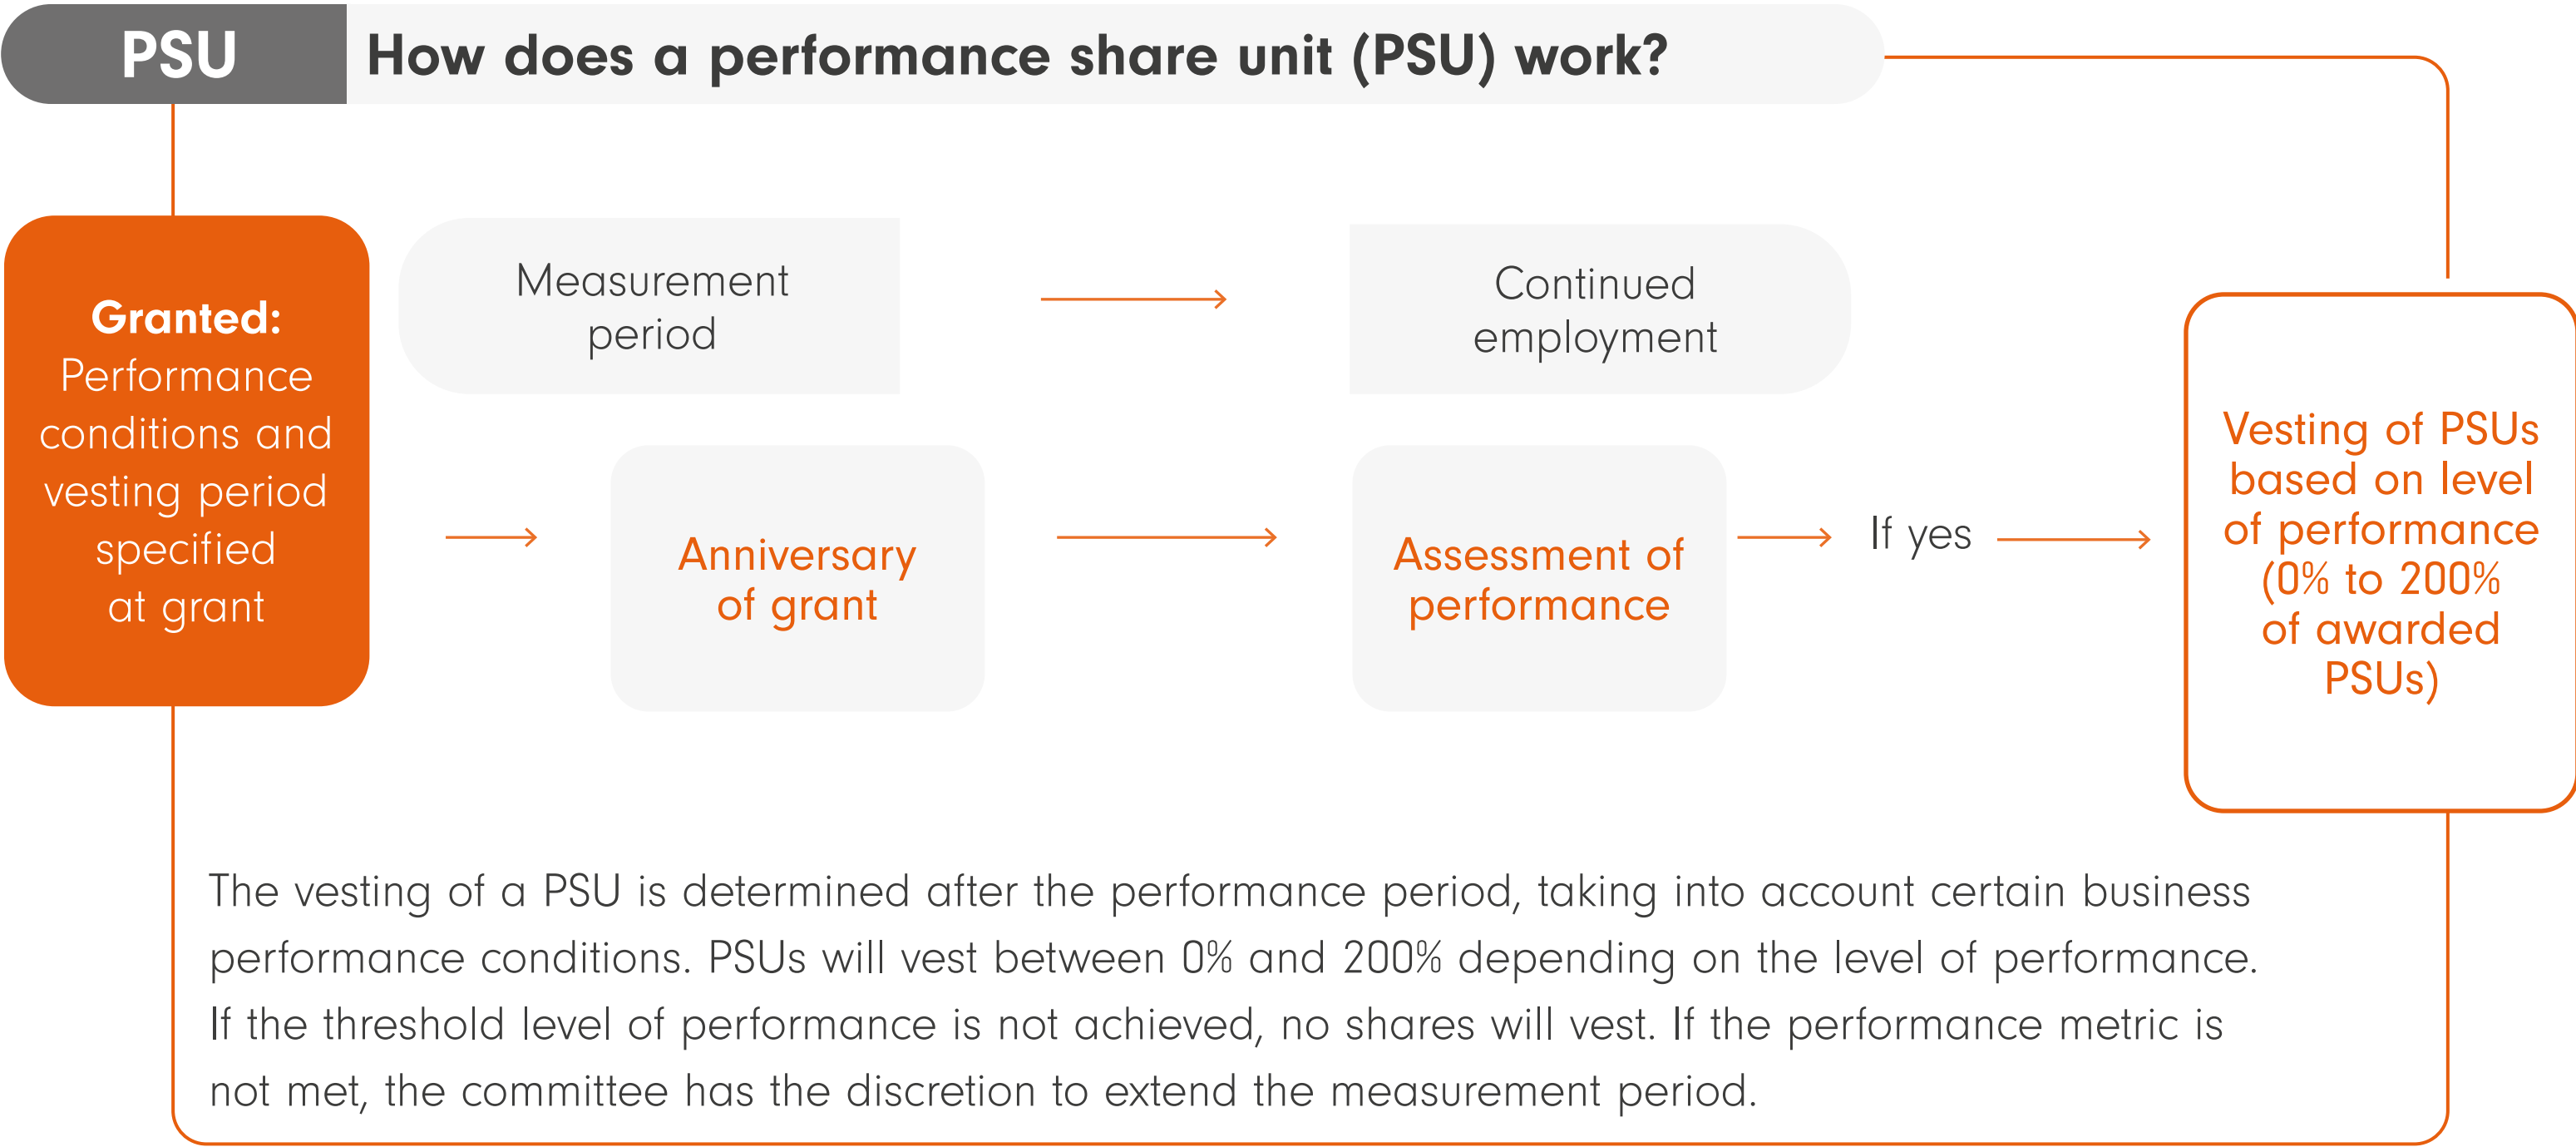 PSU
How does a performance share unit (PSU) work?
Granted:
Performance
conditions and
vesting period
specified
at grant
Measurement
period
Continued
employment
Anniversary
of grant
Assessment of
performance
If yes
Vesting of PSUs
based on level
of performance
(0% to 200%
of awarded
PSUs)
The vesting of a PSU is determined after the performance period, taking into account certain business
performance conditions. PSUs will vest between 0% and 200% depending on the level of performance.
If the threshold level of performance is not achieved, no shares will vest. If the performance metric is
not met, the committee has the discretion to extend the measurement period.